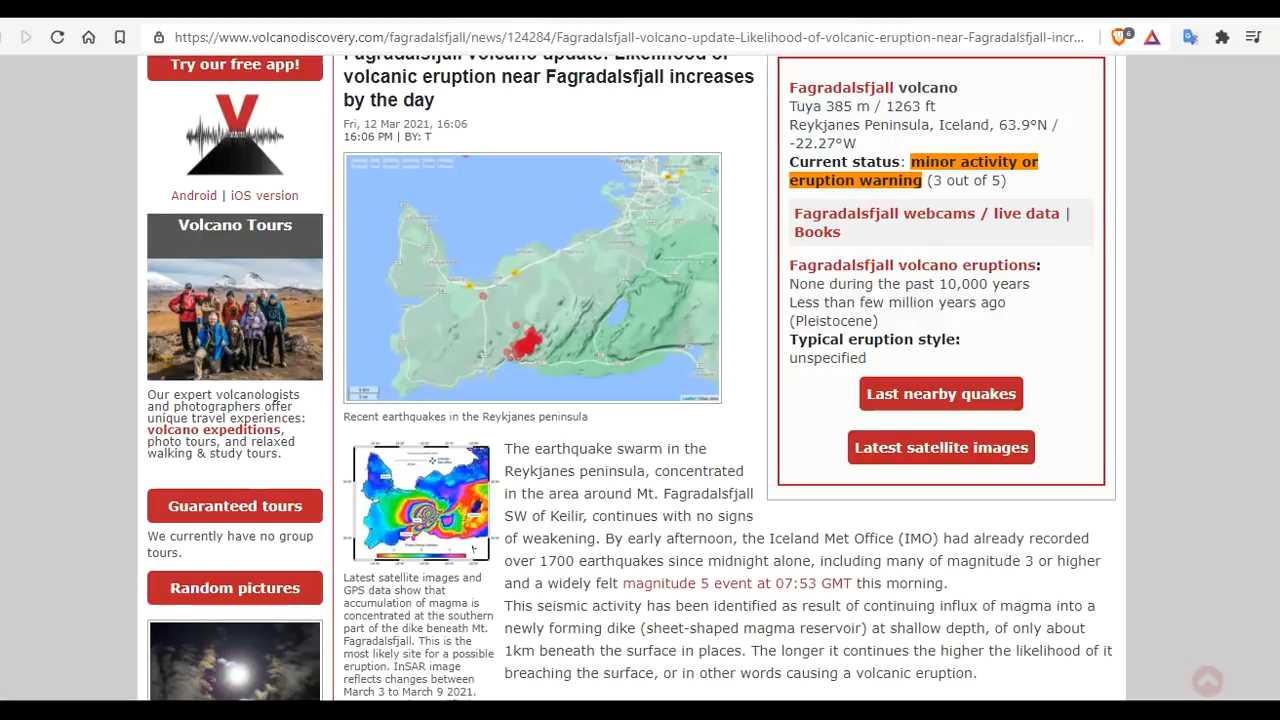 https://www.volcanodiscovery.com/fagradalsfjall/news/124284/Fagradalsfjall-volcano-update-Likelihood-of-volcanic-eruption-near-Fagradalsfjall-incr...
6
Try our free app!
Android | iOS version
Volcano Tours
Our expert volcanologists
and photographers offer
unique travel experiences:
volcano expeditions,
photo tours, and relaxed
walking & study tours.
Guaranteed tours
We currently have no group
tours.
Random pictures
Fagradalsfjall volcano update: Likelihood of
volcanic eruption near Fagradalsfjall increases
by the day
Fri, 12 Mar 2021, 16:06
16:06 PM | BY: T
Recent earthquakes in the Reykjanes peninsula
Latest satellite images and
GPS data show that
accumulation of magma is
concentrated at the southern
part of the dike beneath Mt.
Fagradalsfjall. This is the
most likely site for a possible
eruption. InSAR image
reflects changes between
March 3 to March 9 2021.
The earthquake swarm in the
Reykjanes peninsula, concentrated
in the area around Mt. Fagradalsfjall
SW of Keilir, continues with no signs
of weakening. By early afternoon, the Iceland Met Office (IMO) had already recorded
over 1700 earthquakes since midnight alone, including many of magnitude 3 or higher
and a widely felt magnitude 5 event at 07:53 GMT this morning.
This seismic activity has been identified as result of continuing influx of magma into a
newly forming dike (sheet-shaped magma reservoir) at shallow depth, of only about
1km beneath the surface in places. The longer it continues the higher the likelihood of it
breaching the surface, or in other words causing a volcanic eruption.
Fagradalsfjall volcano
Tuya 385 m / 1263 ft
Reykjanes Peninsula, Iceland, 63.9°N /
-22.27°W
Current status: minor activity or
eruption warning (3 out of 5)
Fagradalsfjall webcams / live data |
Books
Fagradalsfjall volcano eruptions:
None during the past 10,000 years
Less than few million years ago
(Pleistocene)
Typical eruption style:
unspecified
Last nearby quakes
Latest satellite images